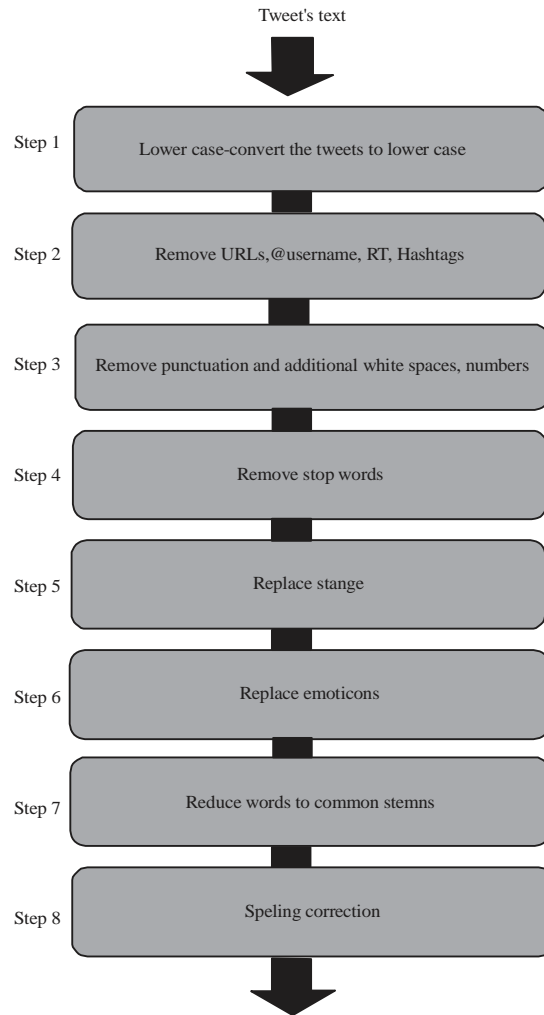 Tweet's text
Step 1
Lower case-convert the tweets to lower case
Step 2
Remove URLs,@username, RT, Hashtags
Step 3
Remove punctuation and additional white spaces, numbers
Step 4
Remove stop words
Step 5
Replace stange
Step 6
Replace emoticons
Step 7
Reduce words to common stemns
Step 8
Speling correction